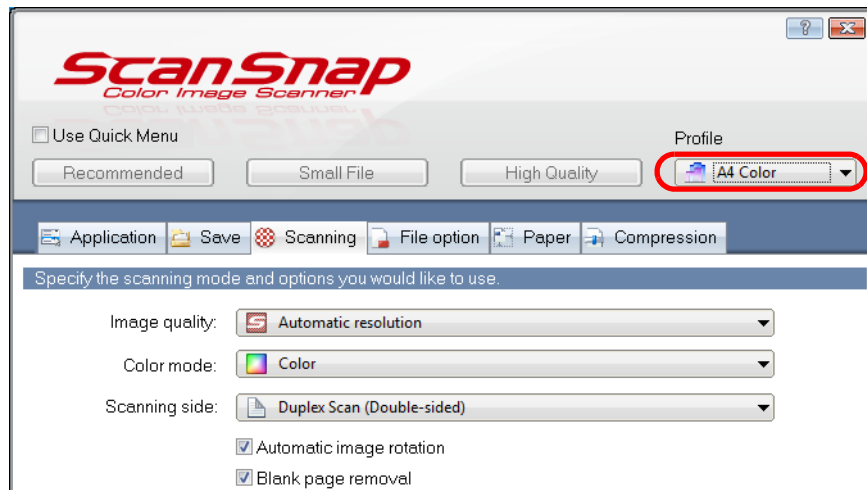 ScanSnap
Color Image Scanner
Use Quick Menu
Profile
Recommended Small File High Quality A4 Color
Application Save Scanning File option Paper Compression
Specify the scanning mode and options you would like to use.
Image quality: Automatic resolution
Color mode: Color
Scanning side: Duplex Scan (Double-sided)
Automatic image rotation
Blank page removal